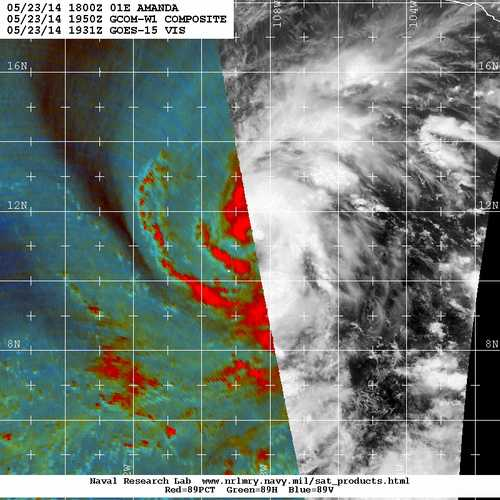 05/23/14 1800Z 01E AMANDA
05/23/14 1950Z GCOM-W1 COMPOSITE
05/23/14 1931Z GOES-15 VIS
108W
104W
16N
16N
12N
12N
8N
8N
108W
104W
Naval Research Lab www.nrlmry.navy.mil/sat_products.html
Red=89PCT Green=89H Blue=89V